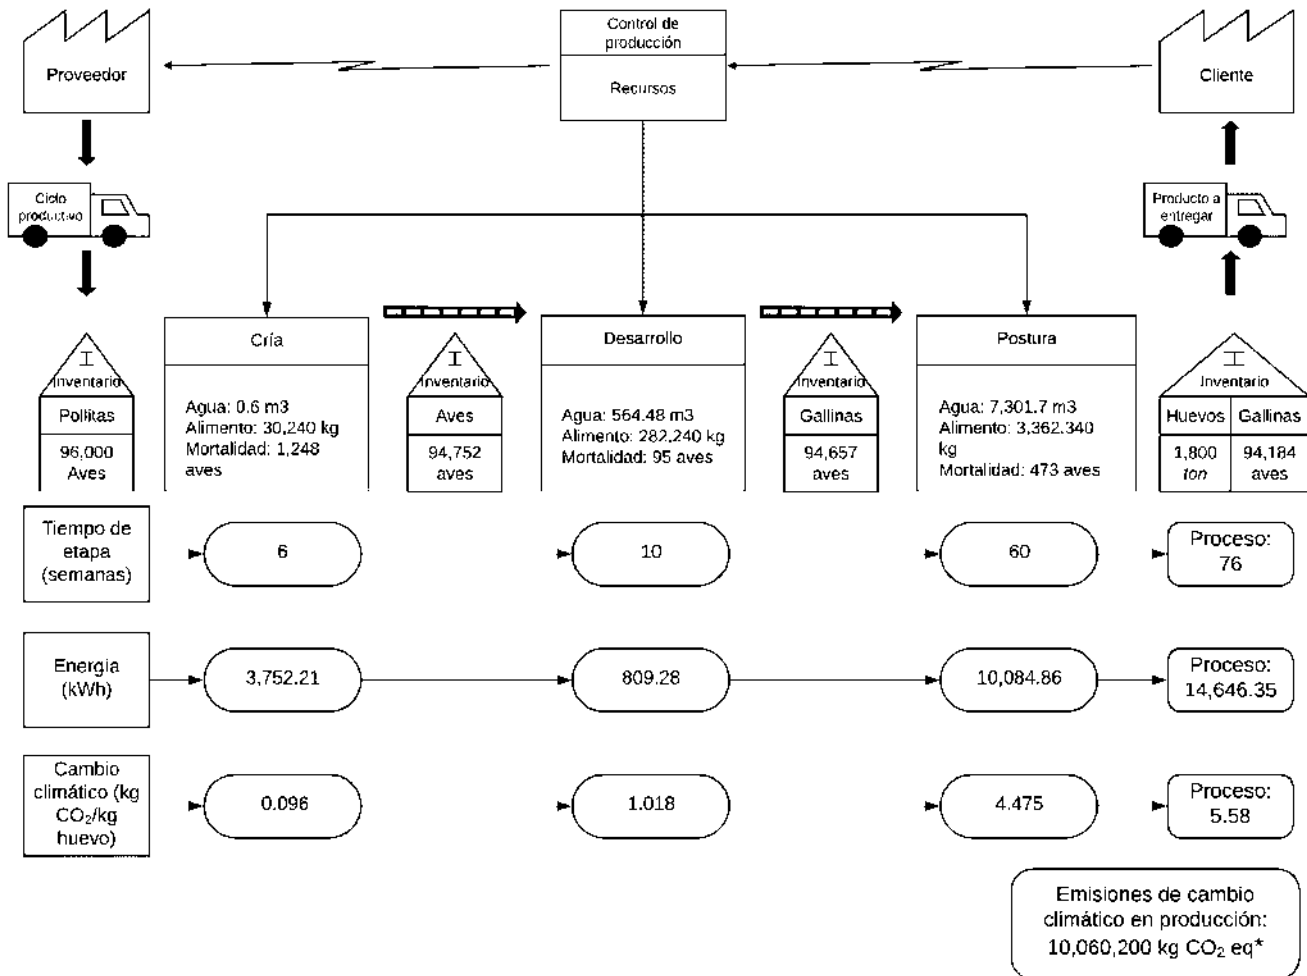 Proveedor
Control de
producción
Recursos
Cliente
Ciclo
productivo
Producto a
entregar
I
Inventario
Pollitas
96,000
Aves
Cría
Agua: 0.6 m3
Alimento: 30,240 kg
Mortalidad: 1,248
aves
I
Inventario
Aves
94,752
aves
Desarrollo
Agua: 564.48 m3
Alimento: 282,240 kg
Mortalidad: 95 aves
I
Inventario
Gallinas
94,657
aves
Postura
Agua: 7,301.7 m3
Alimento: 3,362,340
kg
Mortalidad: 473 aves
I
Inventario
Huevos Gallinas
1,800 94,184
ton aves
Tiempo de
etapa
(semanas)
6
10
60
Proceso:
76
Energía
(kWh)
3,752.21
809.28
10,084.86
Proceso:
14,646.35
Cambio
climático (kg
CO₂/kg
huevo)
0.096
1.018
4.475
Proceso:
5.58
Emisiones de cambio
climático en producción:
10,060,200 kg CO₂ eq*